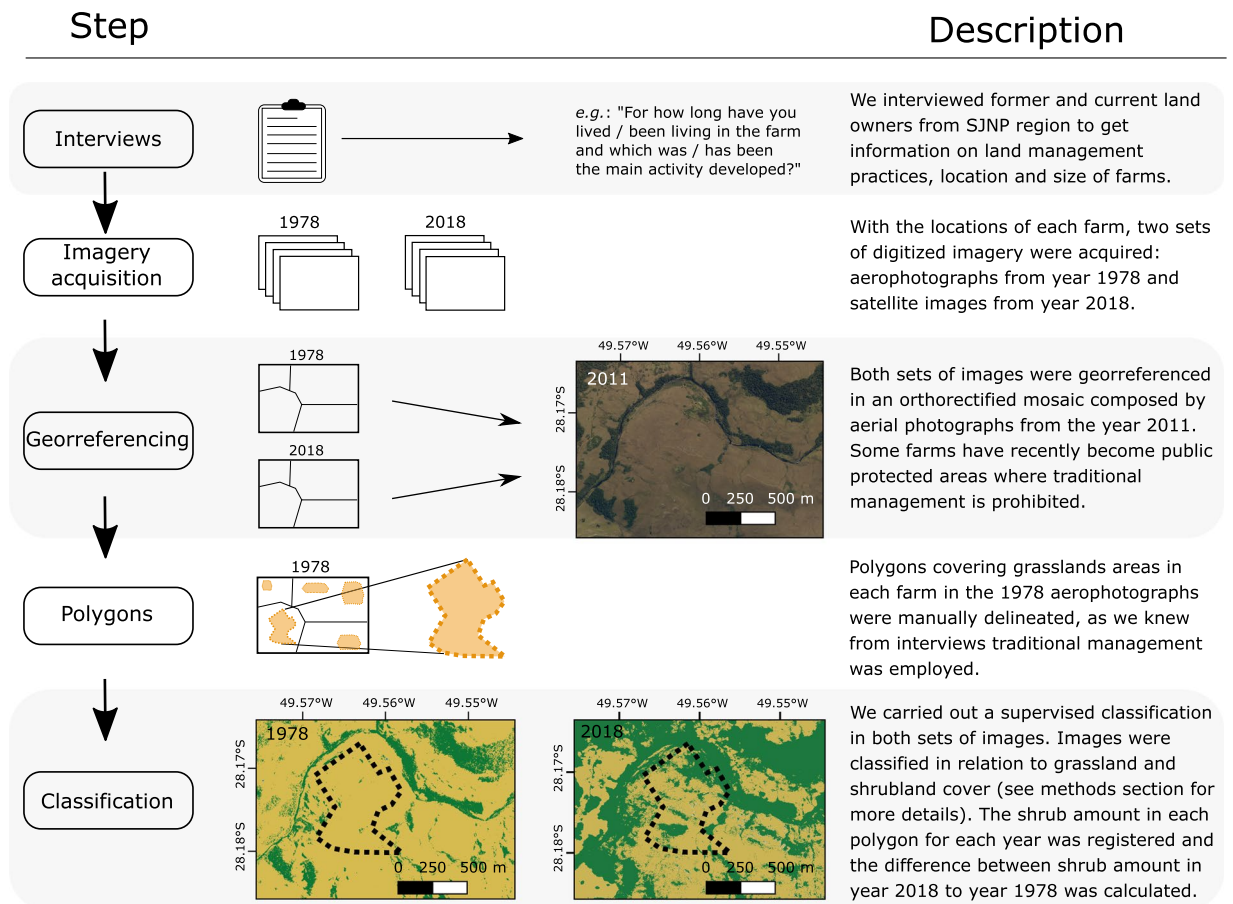 Step
Description
Interviews
e.g.: "For how long have you
lived / been living in the farm
and which was / has been
the main activity developed?"
We interviewed former and current land
owners from SJNP region to get
information on land management
practices, location and size of farms.
Imagery
acquisition
1978
2018
With the locations of each farm, two sets
of digitized imagery were acquired:
aerophotographs from year 1978 and
satellite images from year 2018.
Georreferencing
1978
2018
49.57°W 49.56°W 49.55°W
2011
28.17°S
28.18°S
0 250 500 m
Both sets of images were georreferenced
in an orthorectified mosaic composed by
aerial photographs from the year 2011.
Some farms have recently become public
protected areas where traditional
management is prohibited.
Polygons
1978
Polygons covering grasslands areas in
each farm in the 1978 aerophotographs
were manually delineated, as we knew
from interviews traditional management
was employed.
Classification
49.57°W 49.56°W 49.55°W
1978
28.17°S
28.18°S
0 250 500 m
49.57°W 49.56°W 49.55°W
2018
28.17°S
28.18°S
0 250 500 m
We carried out a supervised classification
in both sets of images. Images were
classified in relation to grassland and
shrubland cover (see methods section for
more details). The shrub amount in each
polygon for each year was registered and
the difference between shrub amount in
year 2018 to year 1978 was calculated.